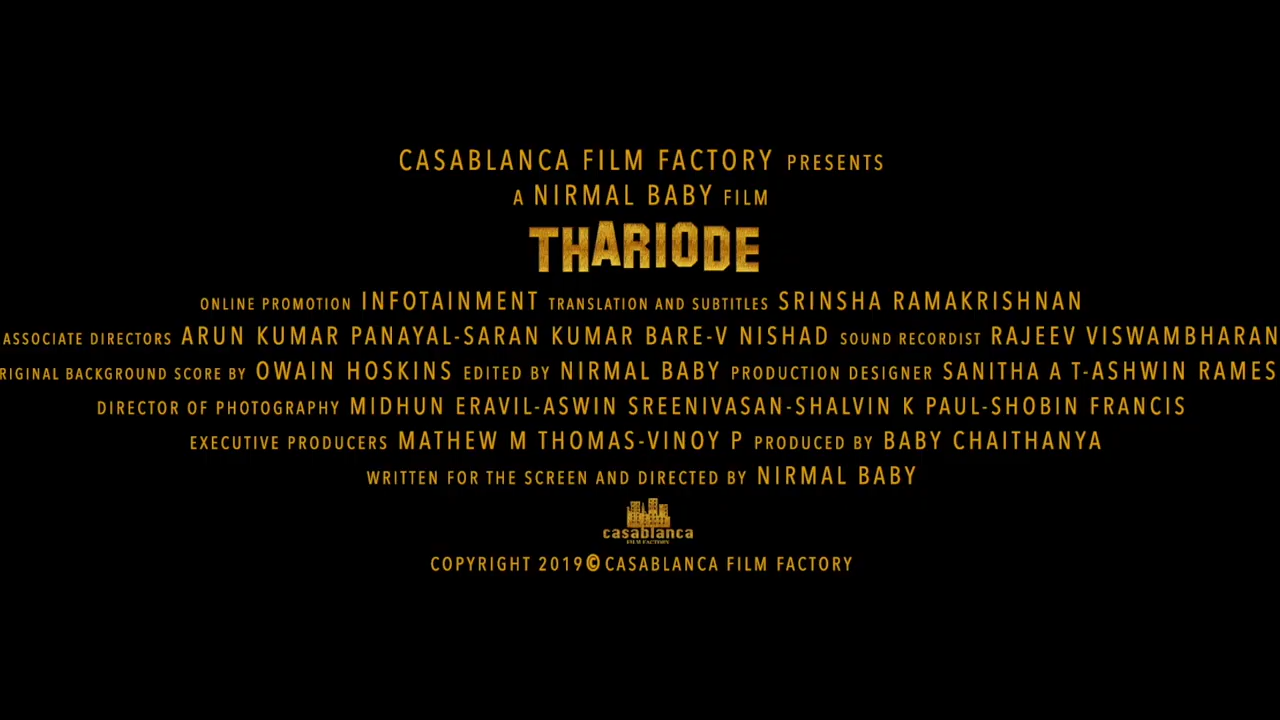 CASABLANCA FILM FACTORY PRESENTS
A NIRMAL BABY FILM
THARIODE
ONLINE PROMOTION INFOTAINMENT TRANSLATION AND SUBTITLES SRINSHA RAMAKRISHNAN
ASSOCIATE DIRECTORS ARUN KUMAR PANAYAL-SARAN KUMAR BARE-V NISHAD SOUND RECORDIST RAJEEV VISWAMBHARAN
RIGINAL BACKGROUND SCORE BY OWAIN HOSKINS EDITED BY NIRMAL BABY PRODUCTION DESIGNER SANITHA A T-ASHWIN RAMES
DIRECTOR OF PHOTOGRAPHY MIDHUN ERAVIL-ASWIN SREENIVASAN-SHALVIN K PAUL-SHOBIN FRANCIS
EXECUTIVE PRODUCERS MATHEW M THOMAS-VINOY P PRODUCED BY BABY CHAITHANYA
WRITTEN FOR THE SCREEN AND DIRECTED BY NIRMAL BABY
casablanca
FILM FACTORY
COPYRIGHT 2019©CASABLANCA FILM FACTORY